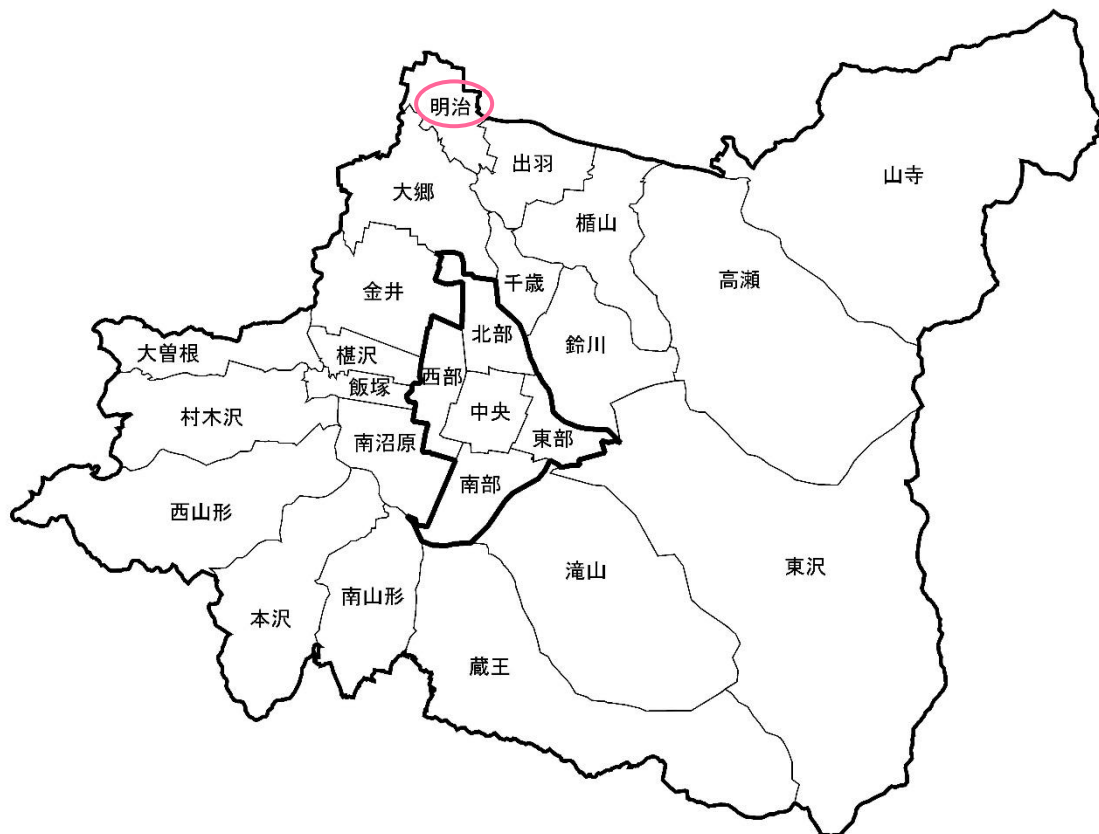 明治
出羽
山寺
大郷
楯山
高瀬
千歳
金井
北部
鈴川
大曽根
椹沢
西部
飯塚
中央
村木沢
東部
南沼原
南部
西山形
滝山
東沢
南山形
本沢
蔵王